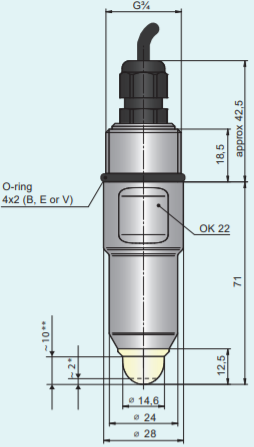 G¾
approx 42,5
18,5
O-ring
4x2 (B, E or V)
OK 22
71
~10**
~2*
12,5
⌀ 14,6
⌀ 24
⌀ 28